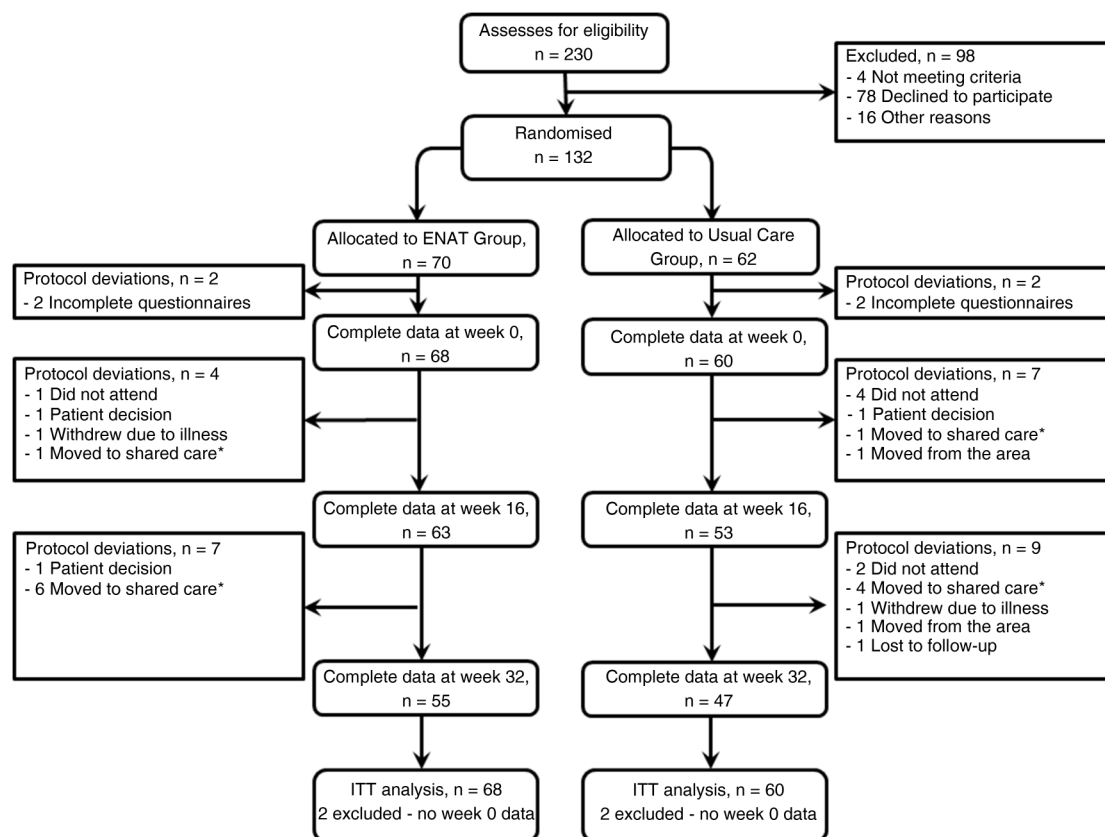 Assesses for eligibility
n = 230
Excluded, n = 98
- 4 Not meeting criteria
- 78 Declined to participate
- 16 Other reasons
Randomised
n = 132
Allocated to ENAT Group,
n = 70
Allocated to Usual Care
Group, n = 62
Protocol deviations, n = 2
- 2 Incomplete questionnaires
Protocol deviations, n = 2
- 2 Incomplete questionnaires
Complete data at week 0,
n = 68
Complete data at week 0,
n = 60
Protocol deviations, n = 4
- 1 Did not attend
- 1 Patient decision
- 1 Withdrew due to illness
- 1 Moved to shared care*
Protocol deviations, n = 7
- 4 Did not attend
- 1 Patient decision
- 1 Moved to shared care*
- 1 Moved from the area
Complete data at week 16,
n = 63
Complete data at week 16,
n = 53
Protocol deviations, n = 7
- 1 Patient decision
- 6 Moved to shared care*
Protocol deviations, n = 9
- 2 Did not attend
- 4 Moved to shared care*
- 1 Withdrew due to illness
- 1 Moved from the area
- 1 Lost to follow-up
Complete data at week 32,
n = 55
Complete data at week 32,
n = 47
ITT analysis, n = 68
2 excluded - no week 0 data
ITT analysis, n = 60
2 excluded - no week 0 data